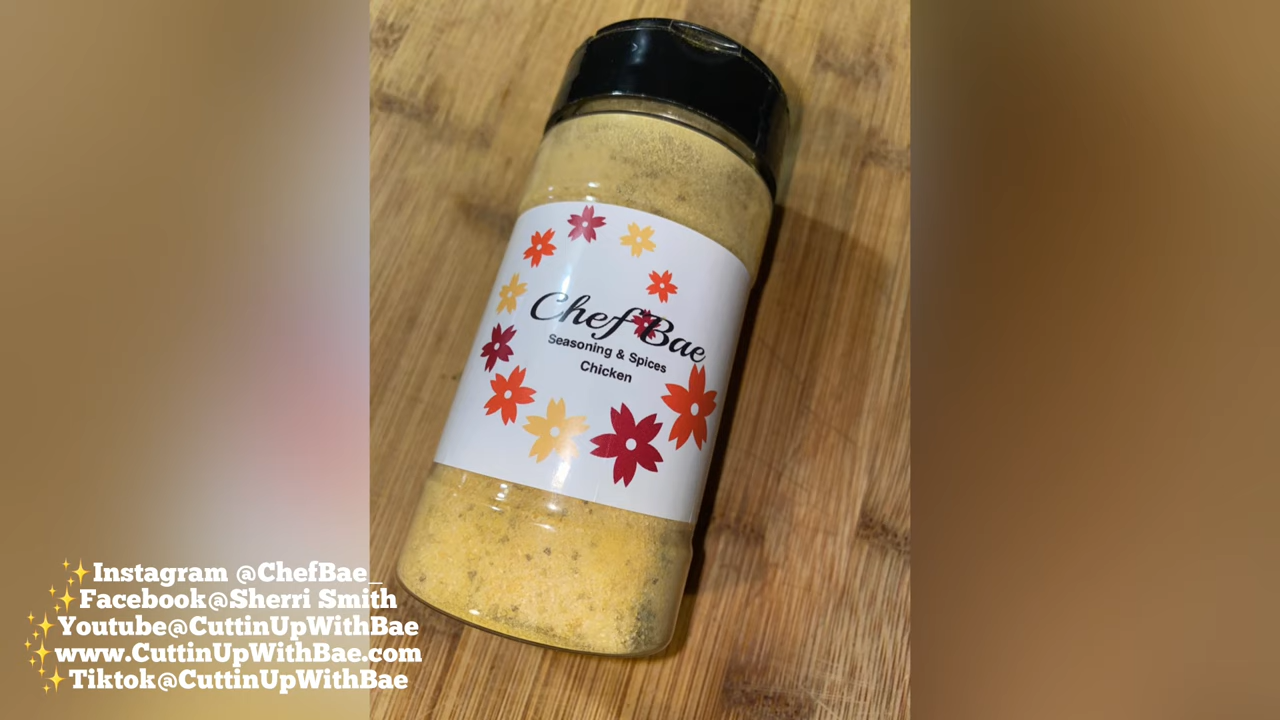 Chef Bae
Seasoning & Spices
Chicken
✨Instagram @ChefBae_
✨Facebook@Sherri Smith
✨Youtube@CuttinUpWithBae
✨www.CuttinUpWithBae.com
✨Tiktok@CuttinUpWithBae